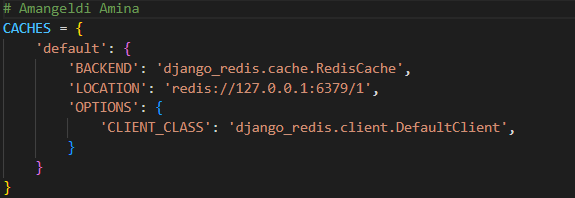 # Amangeldi Amina
CACHES = {
    'default': {
        'BACKEND': 'django_redis.cache.RedisCache',
        'LOCATION': 'redis://127.0.0.1:6379/1',
        'OPTIONS': {
            'CLIENT_CLASS': 'django_redis.client.DefaultClient',
        }
    }
}